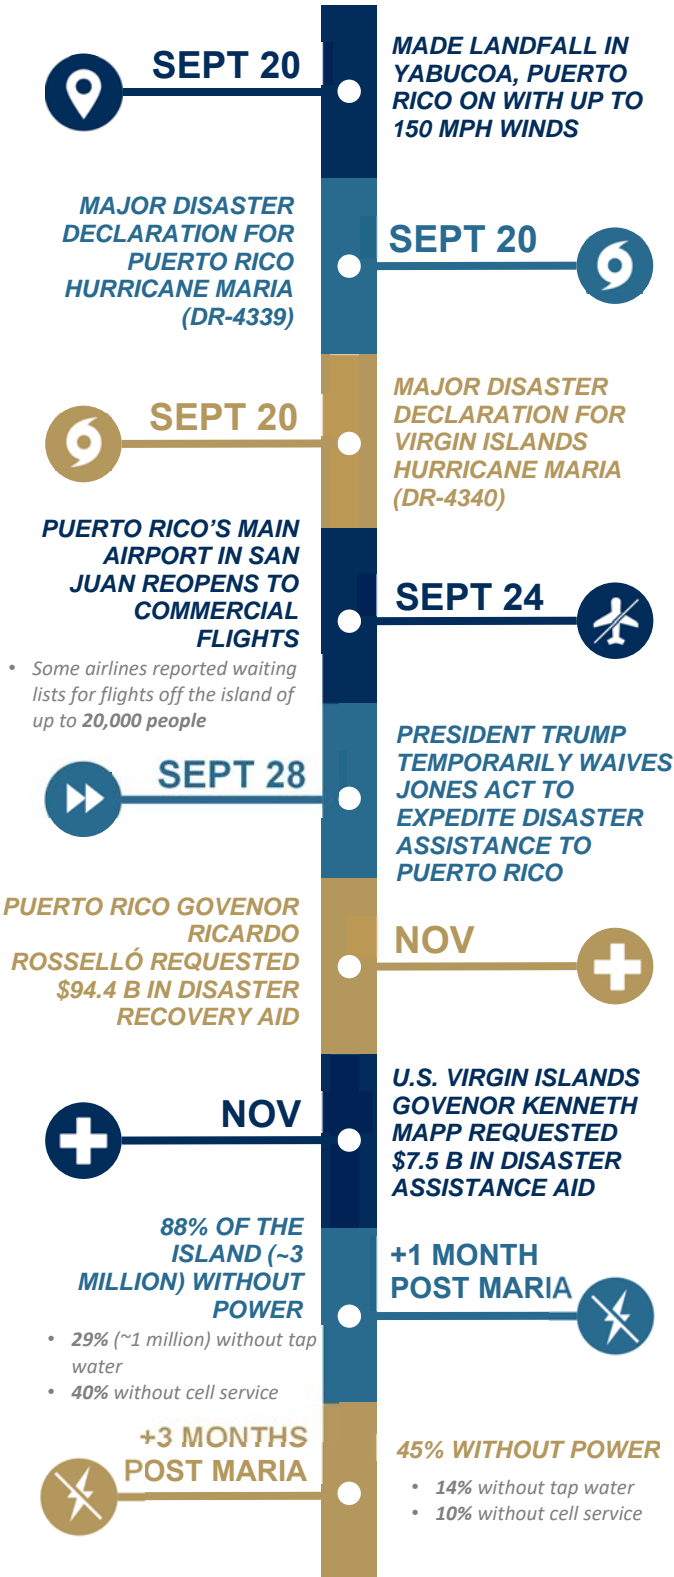 SEPT 20
MADE LANDFALL IN
YABUCOA, PUERTO
RICO ON WITH UP TO
150 MPH WINDS
MAJOR DISASTER
DECLARATION FOR
PUERTO RICO
HURRICANE MARIA
(DR-4339)
SEPT 20
SEPT 20
MAJOR DISASTER
DECLARATION FOR
VIRGIN ISLANDS
HURRICANE MARIA
(DR-4340)
PUERTO RICO’S MAIN
AIRPORT IN SAN
JUAN REOPENS TO
COMMERCIAL
FLIGHTS
• Some airlines reported waiting
lists for flights off the island of
up to 20,000 people
SEPT 24
SEPT 28
PRESIDENT TRUMP
TEMPORARILY WAIVES
JONES ACT TO
EXPEDITE DISASTER
ASSISTANCE TO
PUERTO RICO
PUERTO RICO GOVENOR
RICARDO
ROSSELLÓ REQUESTED
$94.4 B IN DISASTER
RECOVERY AID
NOV
NOV
U.S. VIRGIN ISLANDS
GOVENOR KENNETH
MAPP REQUESTED
$7.5 B IN DISASTER
ASSISTANCE AID
88% OF THE
ISLAND (~3
MILLION) WITHOUT
POWER
• 29% (~1 million) without tap
water
• 40% without cell service
+1 MONTH
POST MARIA
+3 MONTHS
POST MARIA
45% WITHOUT POWER
• 14% without tap water
• 10% without cell service